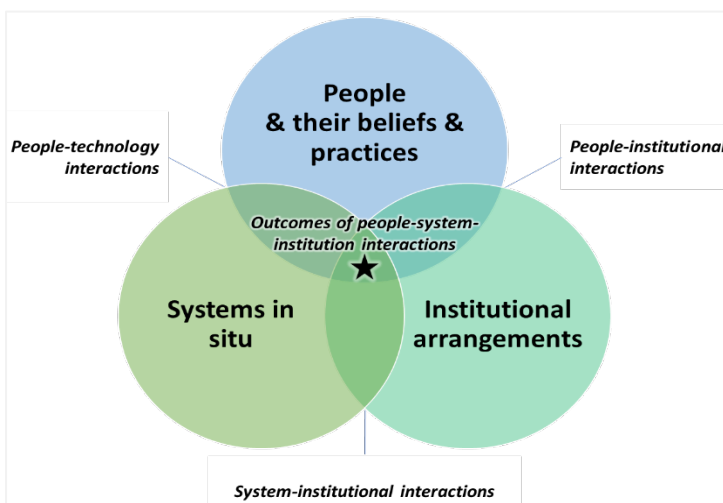 People
& their beliefs &
practices
People-technology
interactions
People-institutional
interactions
Outcomes of people-system-
institution interactions
Systems in
situ
Institutional
arrangements
System-institutional interactions